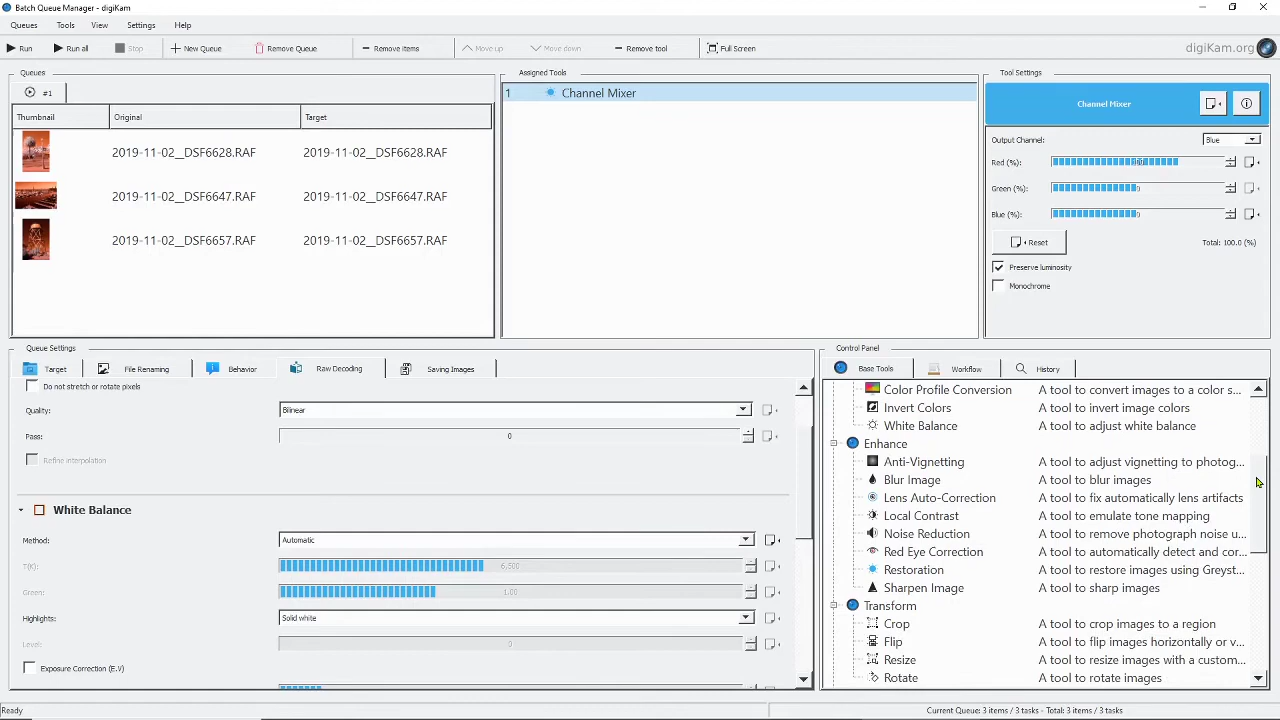 Batch Queue Manager - digiKam
Queues Tools View Settings Help
Run Run all Stop New Queue Remove Queue Remove items Move up Move down Remove tool Full Screen digiKam.org
Queues
#1
Thumbnail Original Target
2019-11-02__DSF6628.RAF 2019-11-02__DSF6628.RAF
2019-11-02__DSF6647.RAF 2019-11-02__DSF6647.RAF
2019-11-02__DSF6657.RAF 2019-11-02__DSF6657.RAF
Assigned Tools
1 Channel Mixer
Tool Settings
Channel Mixer
Output Channel: Blue
Red (%):
Green (%): 0
Blue (%): 0
Reset Total: 100.0 (%)
Preserve luminosity
Monochrome
Queue Settings
Target File Renaming Behavior Raw Decoding Saving Images
Do not stretch or rotate pixels
Quality: Bilinear
Pass: 0
Refine interpolation
White Balance
Method: Automatic
T(K): 6,500
Green: 1.00
Highlights: Solid white
Level: 0
Exposure Correction (E.V)
Control Panel
Base Tools Workflow History
Color Profile Conversion A tool to convert images to a color s...
Invert Colors A tool to invert image colors
White Balance A tool to adjust white balance
Enhance
Anti-Vignetting A tool to adjust vignetting to photog...
Blur Image A tool to blur images
Lens Auto-Correction A tool to fix automatically lens artifacts
Local Contrast A tool to emulate tone mapping
Noise Reduction A tool to remove photograph noise u...
Red Eye Correction A tool to automatically detect and cor...
Restoration A tool to restore images using Greyst...
Sharpen Image A tool to sharp images
Transform
Crop A tool to crop images to a region
Flip A tool to flip images horizontally or v...
Resize A tool to resize images with a custom...
Rotate A tool to rotate images
Ready Current Queue: 3 items / 3 tasks - Total: 3 items / 3 tasks